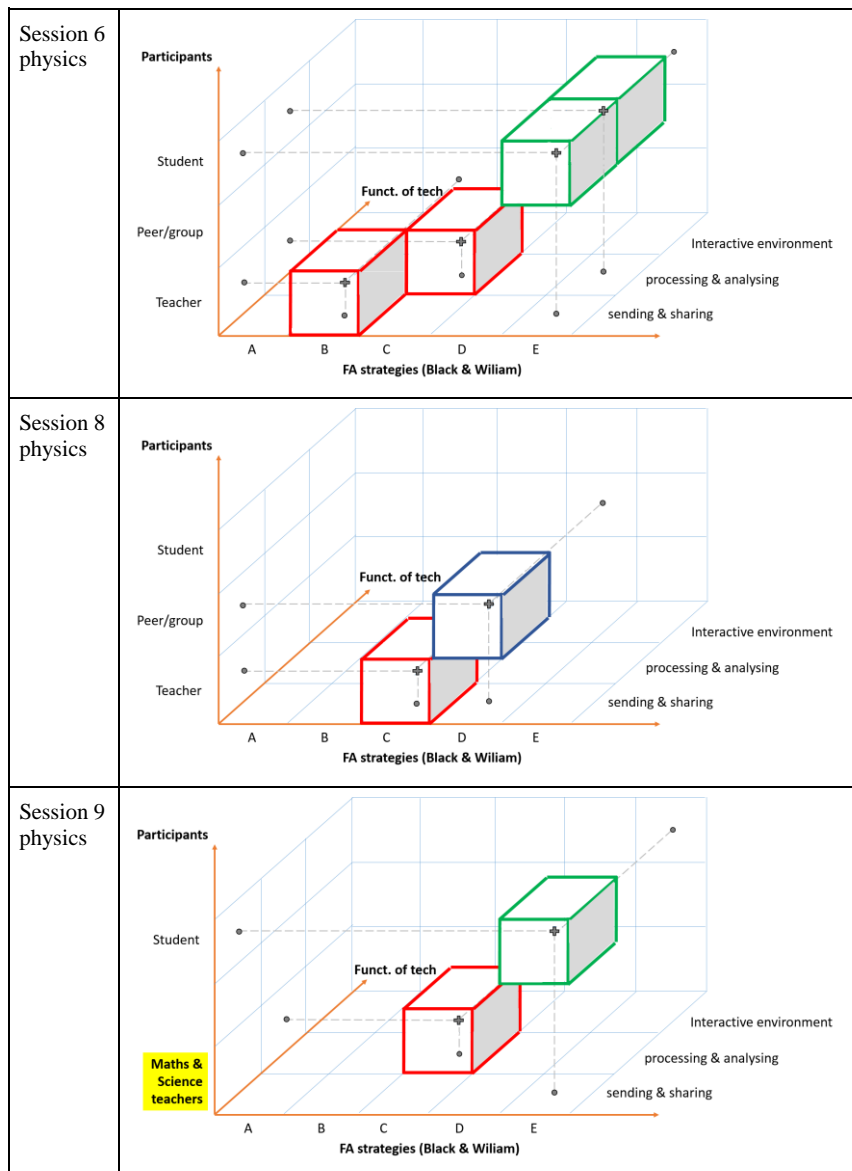 Session 6
physics
Participants
Student
Funct. of tech
Peer/group
Interactive environment
processing & analysing
Teacher
sending & sharing
A B C D E
FA strategies (Black & Wiliam)
Session 8
physics
Participants
Student
Funct. of tech
Peer/group
Interactive environment
processing & analysing
Teacher
sending & sharing
A B C D E
FA strategies (Black & Wiliam)
Session 9
physics
Participants
Student
Funct. of tech
Interactive environment
processing & analysing
Maths &
Science
teachers
sending & sharing
A B C D E
FA strategies (Black & Wiliam)